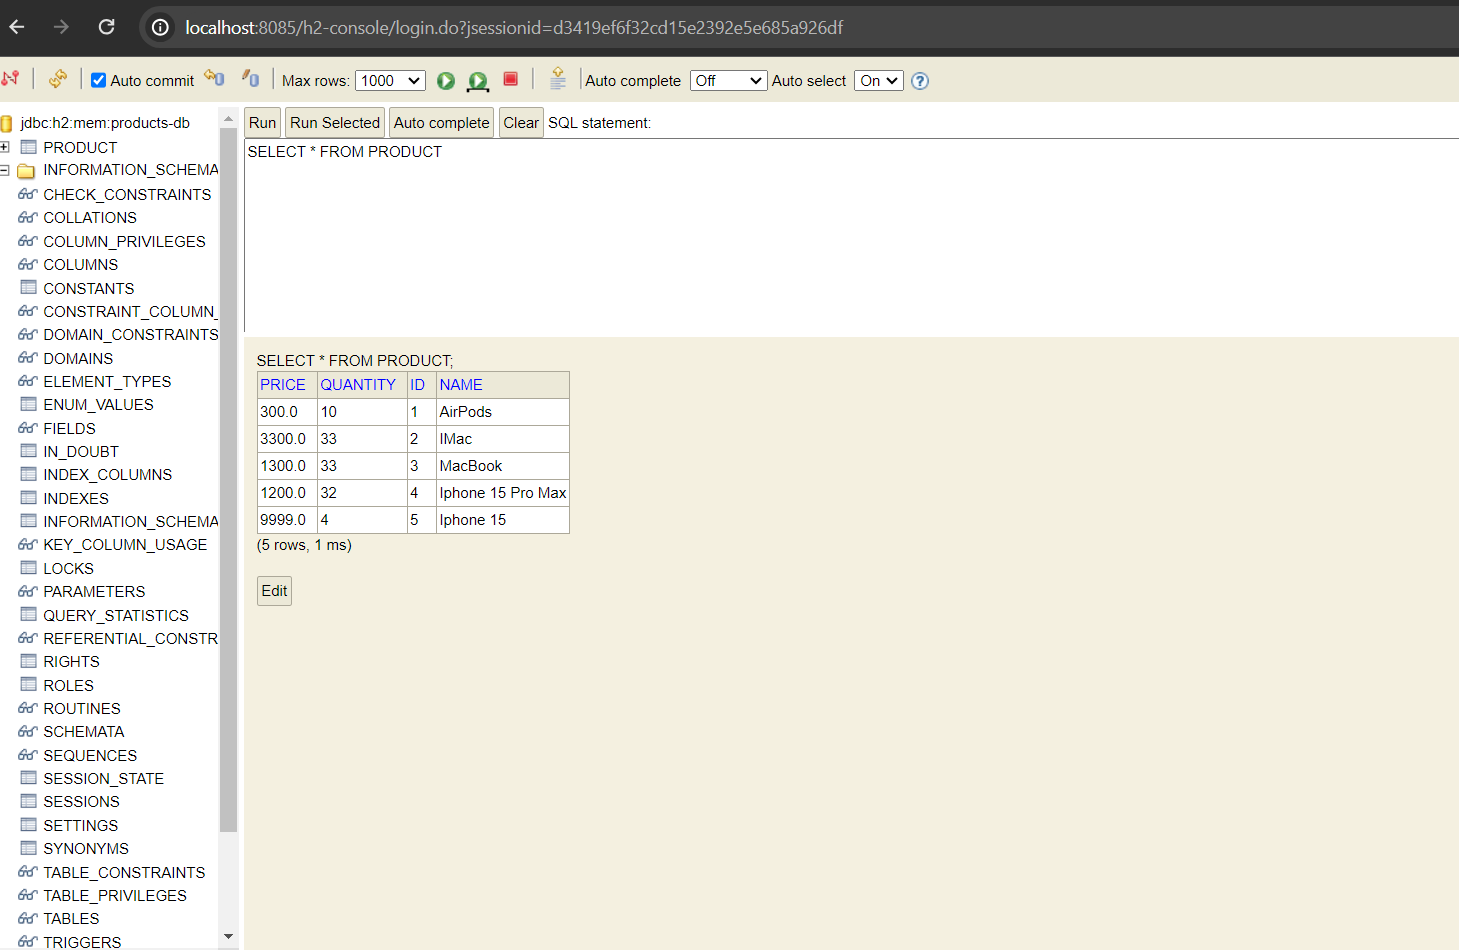 localhost:8085/h2-console/login.do?jsessionid=d3419ef6f32cd15e2392e5e685a926df
Auto commit Max rows: 1000 Auto complete Off Auto select On ?
jdbc:h2:mem:products-db
PRODUCT
INFORMATION_SCHEMA
CHECK_CONSTRAINTS
COLLATIONS
COLUMN_PRIVILEGES
COLUMNS
CONSTANTS
CONSTRAINT_COLUMN_
DOMAIN_CONSTRAINTS
DOMAINS
ELEMENT_TYPES
ENUM_VALUES
FIELDS
IN_DOUBT
INDEX_COLUMNS
INDEXES
INFORMATION_SCHEMA
KEY_COLUMN_USAGE
LOCKS
PARAMETERS
QUERY_STATISTICS
REFERENTIAL_CONSTR
RIGHTS
ROLES
ROUTINES
SCHEMATA
SEQUENCES
SESSION_STATE
SESSIONS
SETTINGS
SYNONYMS
TABLE_CONSTRAINTS
TABLE_PRIVILEGES
TABLES
TRIGGERS
Run Run Selected Auto complete Clear SQL statement:
SELECT * FROM PRODUCT
SELECT * FROM PRODUCT;
PRICE QUANTITY ID NAME
300.0 10 1 AirPods
3300.0 33 2 IMac
1300.0 33 3 MacBook
1200.0 32 4 Iphone 15 Pro Max
9999.0 4 5 Iphone 15
(5 rows, 1 ms)
Edit